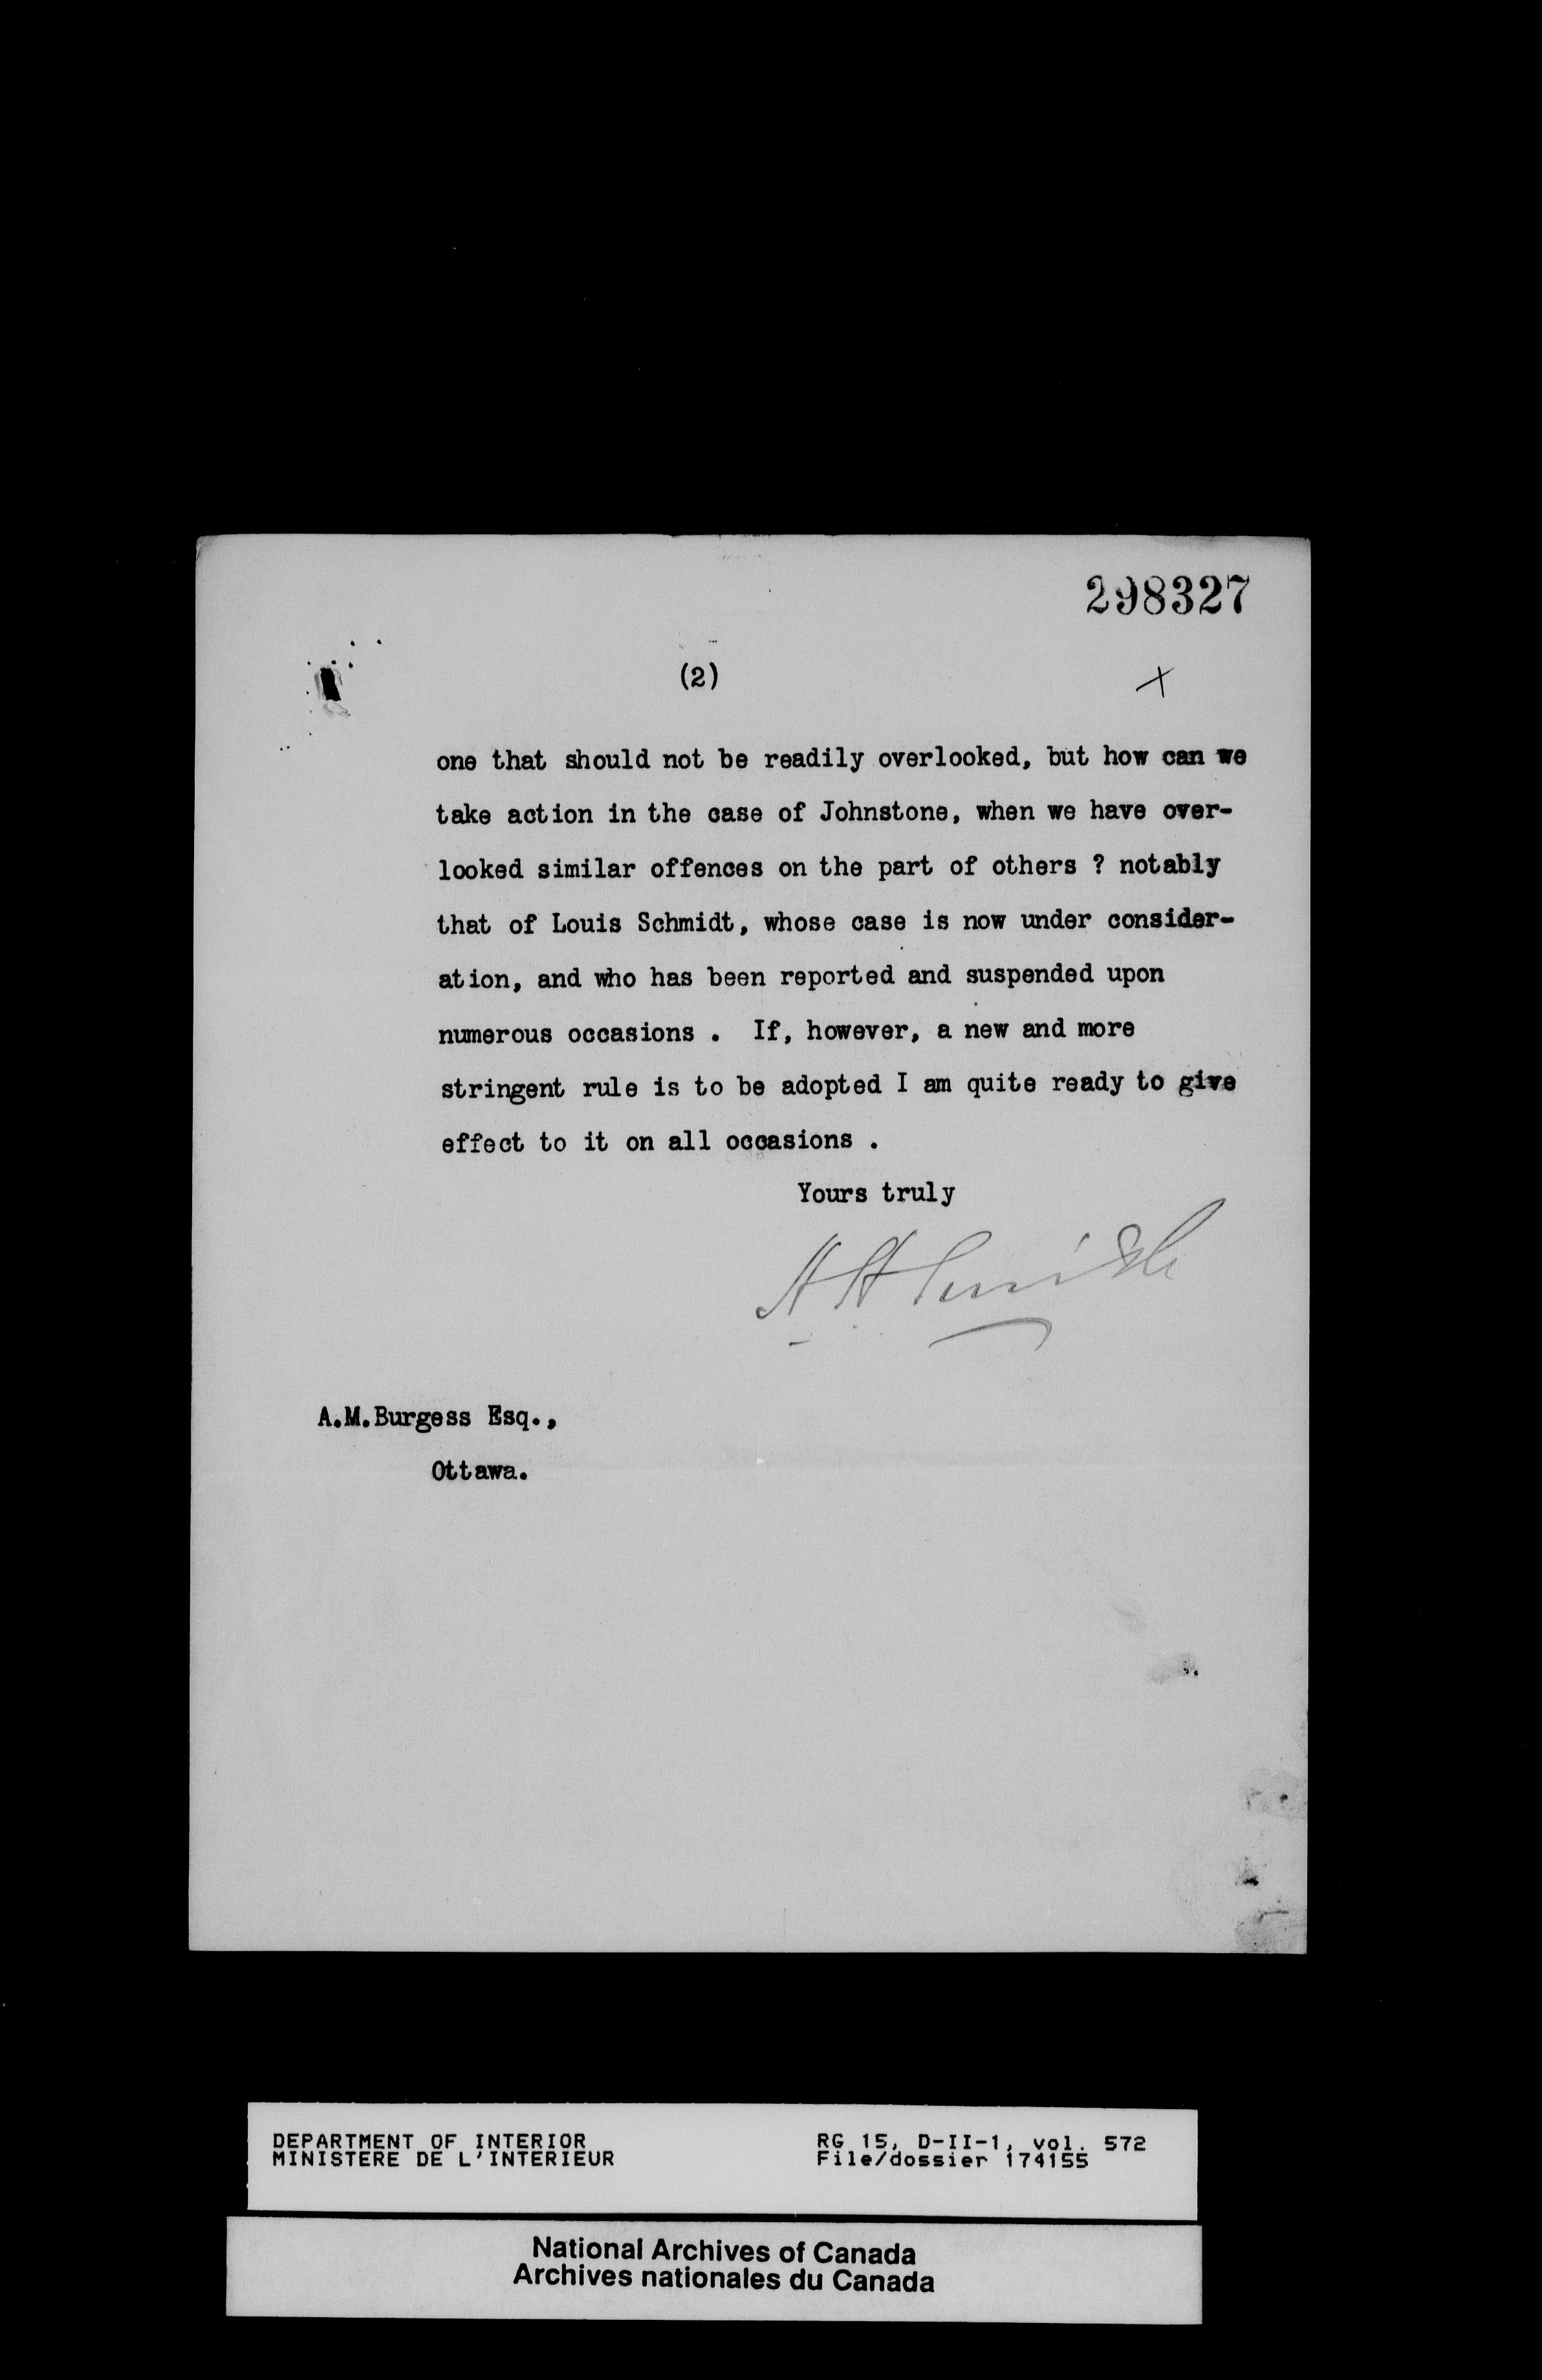 298327
(2)
one that should not be readily overlooked, but how can we
take action in the case of Johnstone, when we have over-
looked similar offences on the part of others ? notably
that of Louis Schmidt, whose case is now under consider-
ation, and who has been reported and suspended upon
numerous occasions . If, however, a new and more
stringent rule is to be adopted I am quite ready to give
effect to it on all occasions .
Yours truly
H H Smith
A.M.Burgess Esq.,
Ottawa.
DEPARTMENT OF INTERIOR
MINISTERE DE L'INTERIEUR
RG 15, D-II-1, vol. 572
File/dossier 174155
National Archives of Canada
Archives nationales du Canada